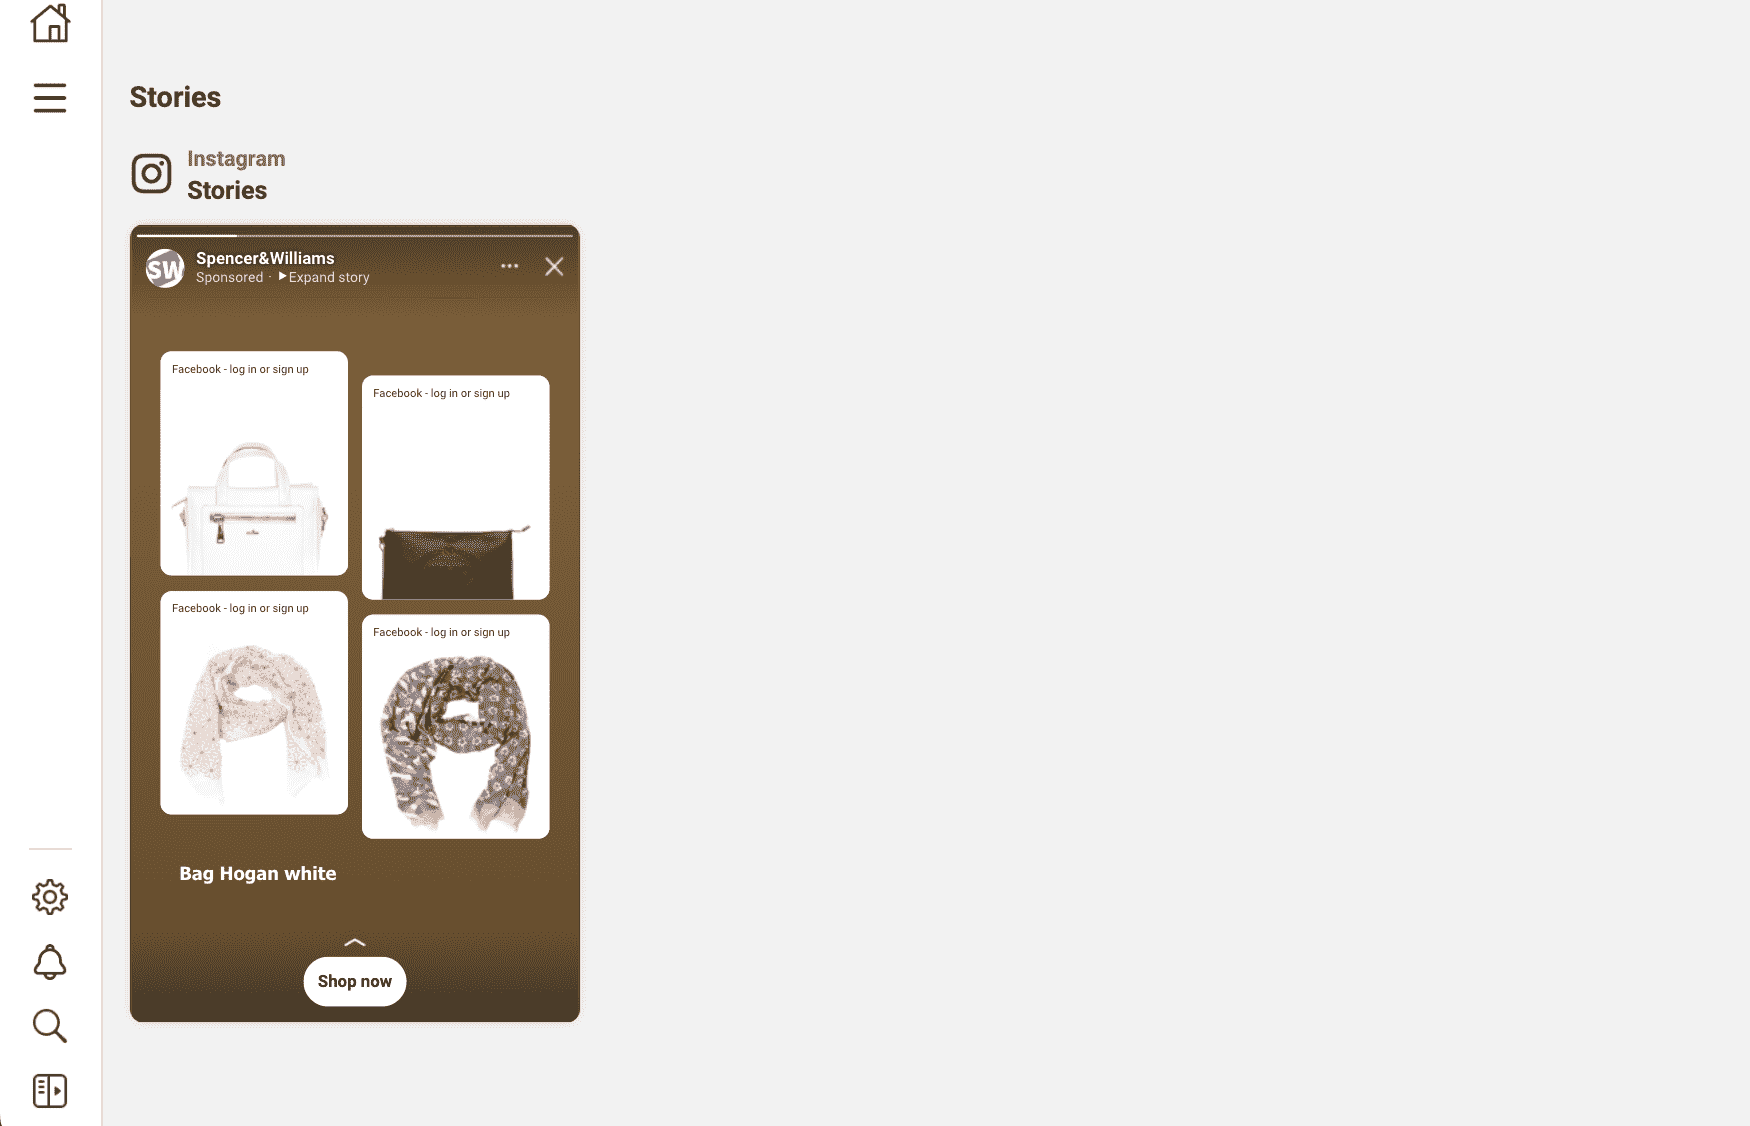 Stories
Instagram
Stories
SW
Spencer&Williams
Sponsored · Expand story
Facebook - log in or sign up
Facebook - log in or sign up
Facebook - log in or sign up
Facebook - log in or sign up
Bag Hogan white
Shop now